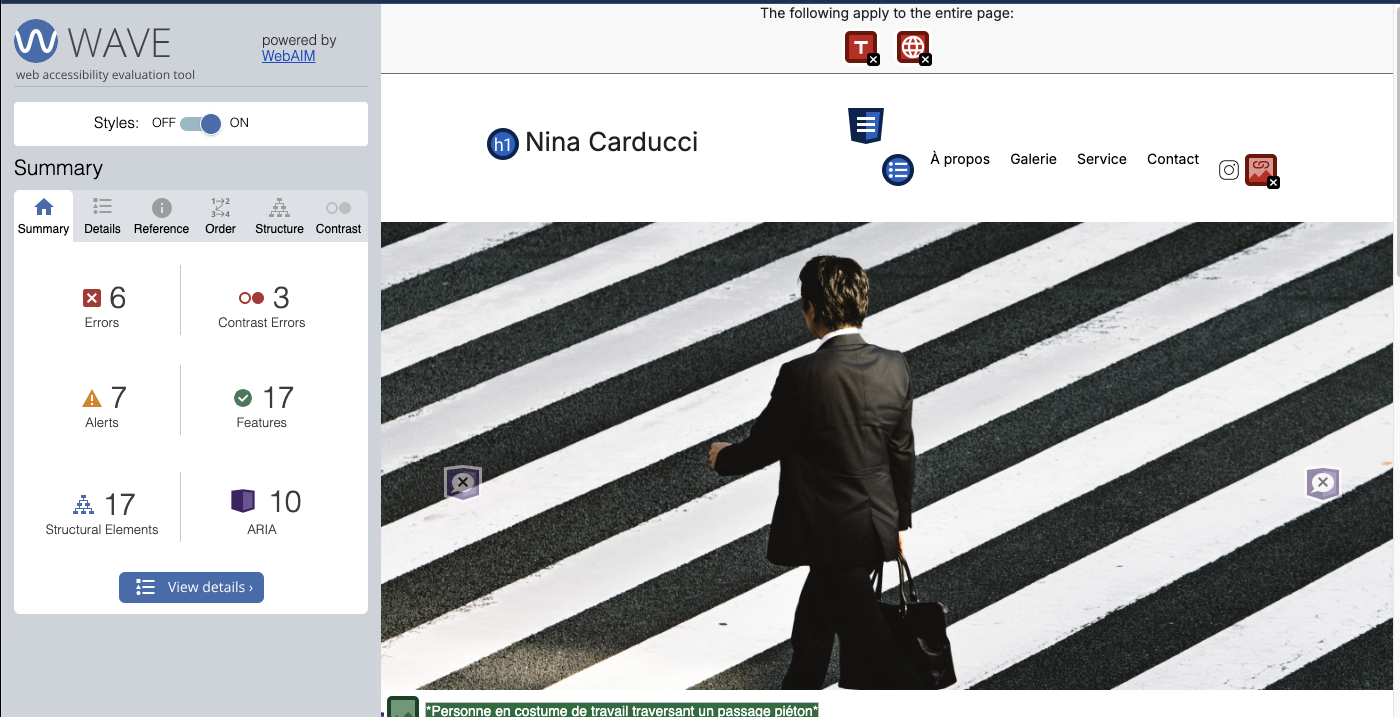 WAVE
powered by
WebAIM
web accessibility evaluation tool
Styles: OFF ON
Summary
Summary Details Reference Order Structure Contrast
6
Errors
3
Contrast Errors
7
Alerts
17
Features
17
Structural Elements
10
ARIA
View details ›
The following apply to the entire page:
T
h1 Nina Carducci
À propos Galerie Service Contact
*Personne en costume de travail traversant un passage piéton*